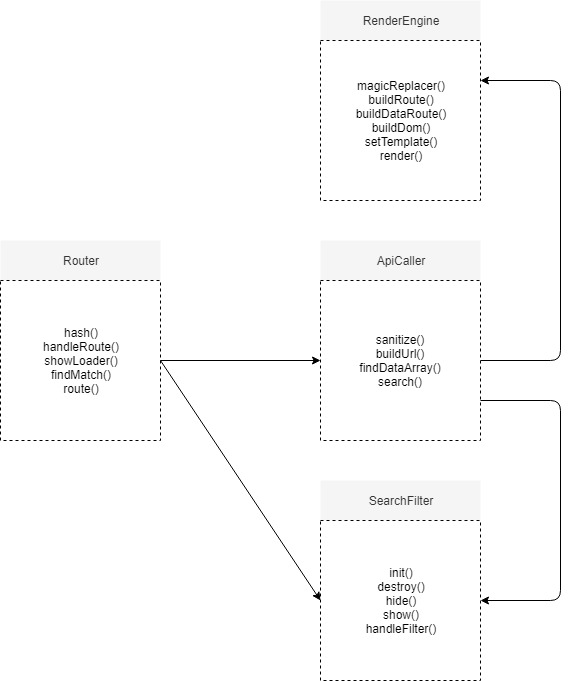 RenderEngine
magicReplacer()
buildRoute()
buildDataRoute()
buildDom()
setTemplate()
render()
Router
hash()
handleRoute()
showLoader()
findMatch()
route()
ApiCaller
sanitize()
buildUrl()
findDataArray()
search()
SearchFilter
init()
destroy()
hide()
show()
handleFilter()